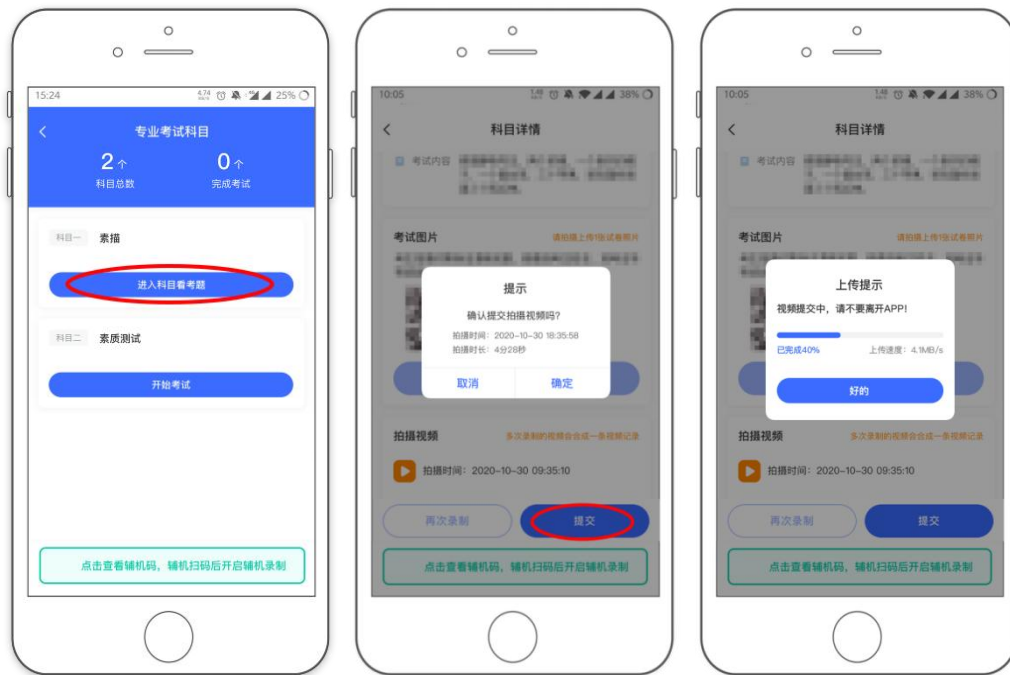 15:24
4.74
25%
专业考试科目
2个
0个
科目总数
完成考试
科目一
素描
进入科目看考题
科目二
素质测试
开始考试
点击查看辅机码，辅机扫码后开启辅机录制
10:05
1.48
38%
科目详情
考试内容
考试图片
请拍摄上传1张试卷照片
提示
确认提交拍摄视频吗?
拍摄时间：2020-10-30 18:35:58
拍摄时长：4分28秒
取消
确定
拍摄视频
多次录制的视频会合成一条视频记录
拍摄时间：2020-10-30 09:35:10
再次录制
提交
点击查看辅机码，辅机扫码后开启辅机录制
10:05
1.48
38%
科目详情
考试内容
考试图片
请拍摄上传1张试卷照片
上传提示
视频提交中，请不要离开APP!
已完成40%
上传速度：4.1MB/s
好的
拍摄视频
多次录制的视频会合成一条视频记录
拍摄时间：2020-10-30 09:35:10
再次录制
提交
点击查看辅机码，辅机扫码后开启辅机录制